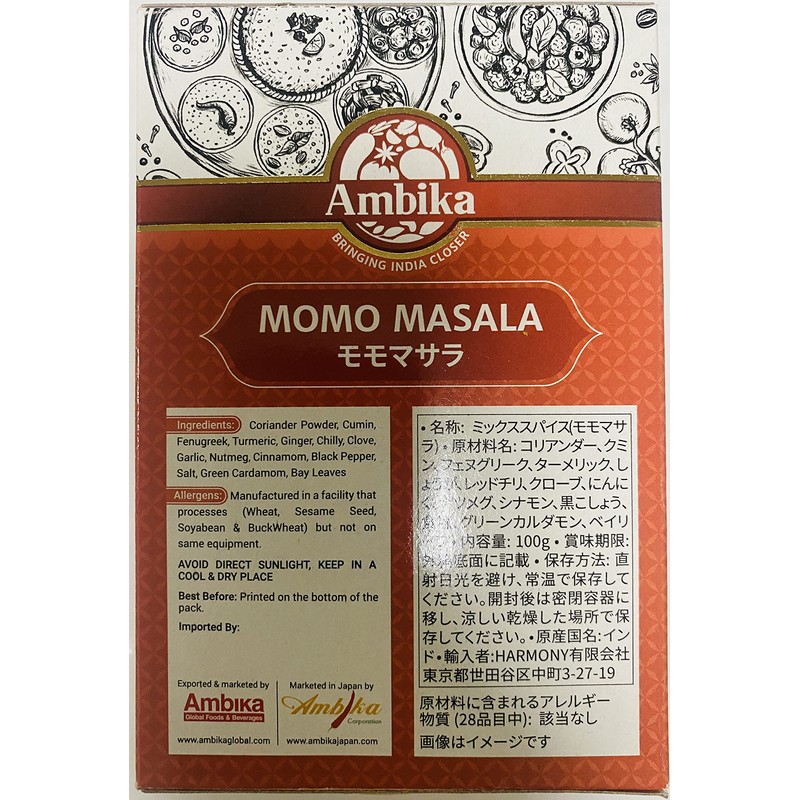 Ambika
BRINGING INDIA CLOSER
MOMO MASALA
モモマサラ
Ingredients: Coriander Powder, Cumin,
Fenugreek, Turmeric, Ginger, Chilly, Clove,
Garlic, Nutmeg, Cinnamom, Black Pepper,
Salt, Green Cardamom, Bay Leaves
Allergens: Manufactured in a facility that
processes (Wheat, Sesame Seed,
Soyabean & BuckWheat) but not on
same equipment.
AVOID DIRECT SUNLIGHT, KEEP IN A
COOL & DRY PLACE
Best Before: Printed on the bottom of the
pack.
Imported By:
Exported & marketed by
Ambika
Global Foods & Beverages
www.ambikaglobal.com
Marketed in Japan by
Ambika
Corporation
www.ambikajapan.com
• 名称: ミックススパイス(モモマサ
ラ) • 原材料名: コリアンダー、クミ
ン、フェヌグリーク、ターメリック、し
レッドチリ、クローブ、にんに
メグ、シナモン、黒こしょう、
グリーンカルダモン、ベイリ
内容量: 100g • 賞味期限:
底面に記載 • 保存方法: 直
射日光を避け、常温で保存して
ください。開封後は密閉容器に
移し、涼しい乾燥した場所で保
存してください。• 原産国名:イン
ド • 輸入者:HARMONY有限会社
東京都世田谷区中町3-27-19
原材料に含まれるアレルギー
物質 (28品目中): 該当なし
画像はイメージです